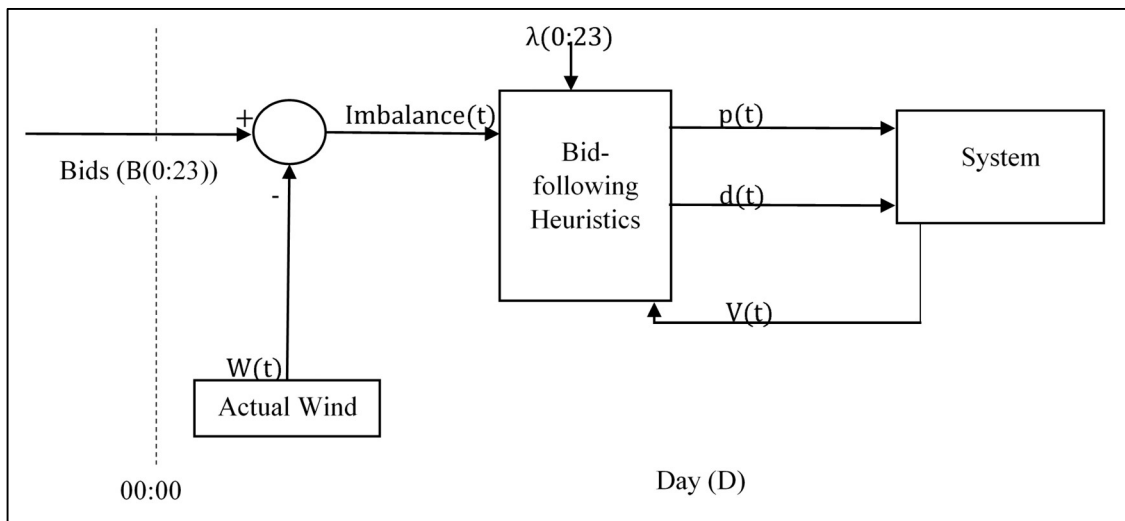 λ(0:23)
+
Imbalance(t)
p(t)
Bids (B(0:23))
Bid-
following
Heuristics
System
-
d(t)
V(t)
W(t)
Actual Wind
00:00
Day (D)